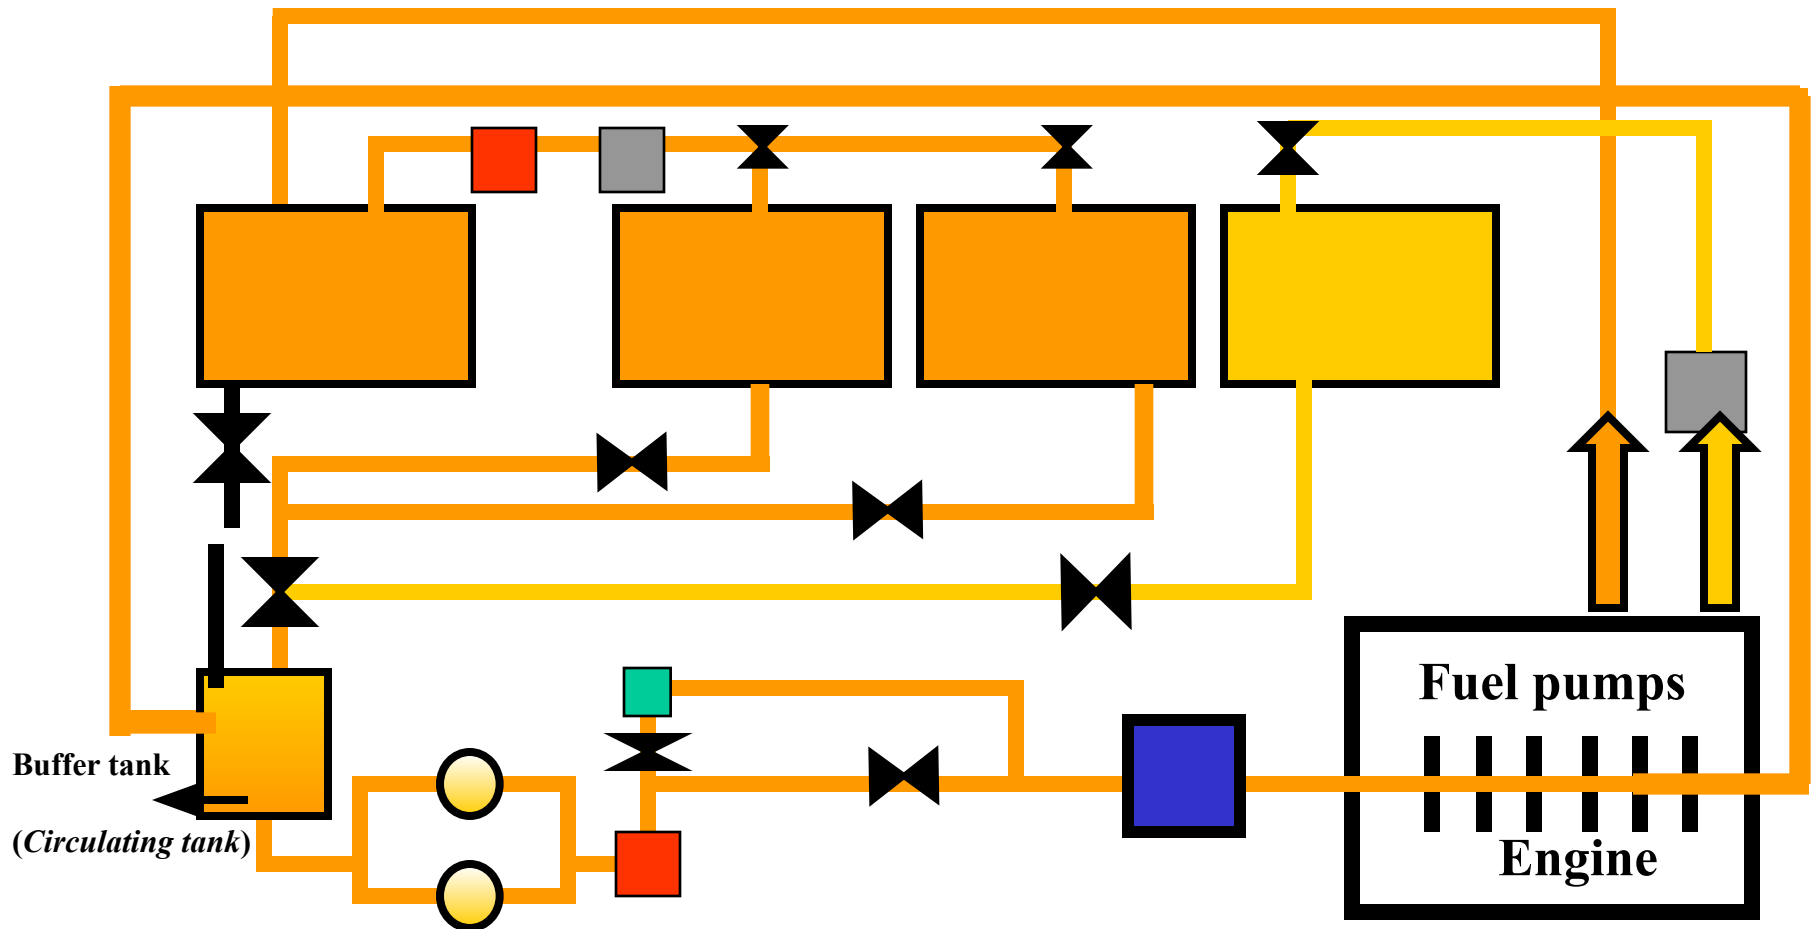 Fuel pumps
Buffer tank
(Circulating tank)
Engine